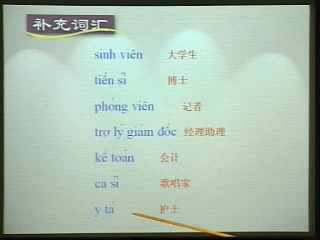 补充词汇
sinh viên 大学生
tiến sĩ 博士
phóng viên 记者
trợ lý giám đốc 经理助理
kế toán 会计
ca sĩ 歌唱家
y tá 护士